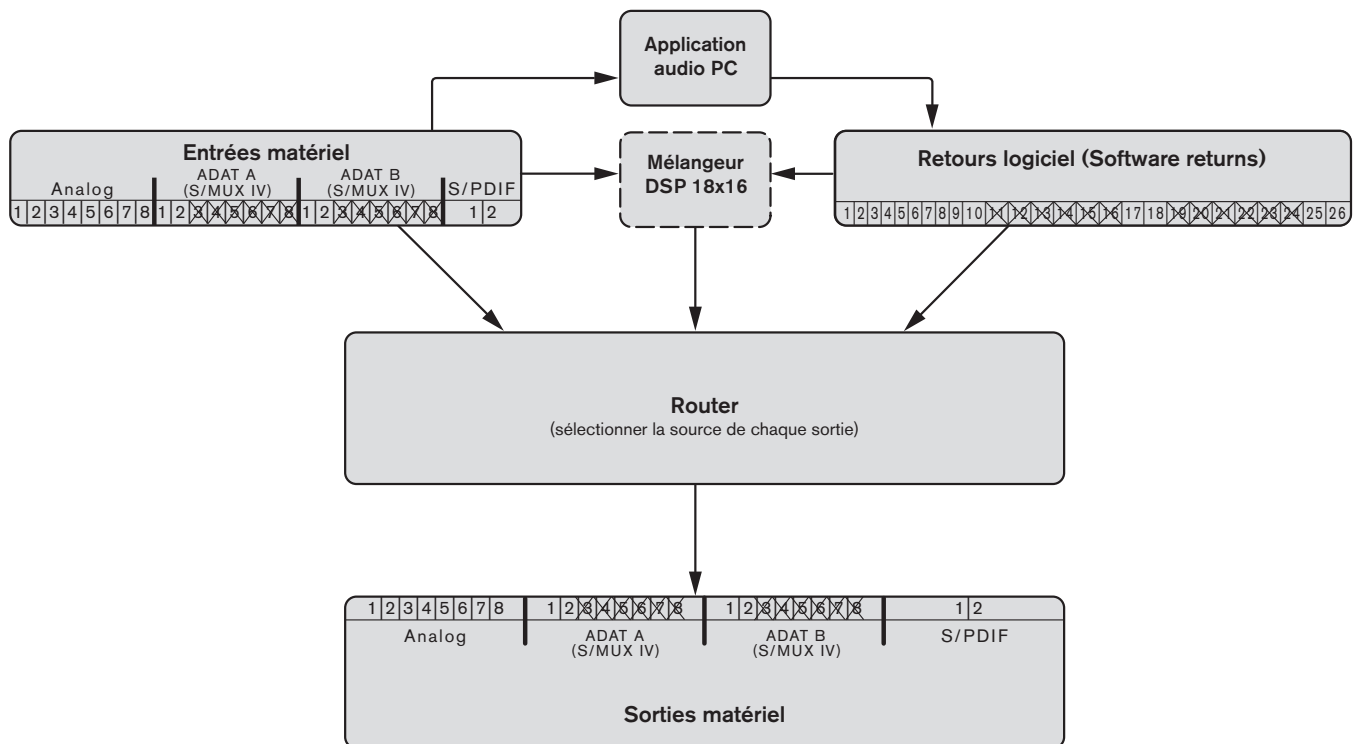 Application
audio PC
Entrées matériel
Analog
ADAT A
(S/MUX IV)
ADAT B
(S/MUX IV)
S/PDIF
1 2 3 4 5 6 7 8 1 2 3 4 5 6 7 8 1 2 3 4 5 6 7 8 1 2
Mélangeur
DSP 18x16
Retours logiciel (Software returns)
1 2 3 4 5 6 7 8 9 10 11 12 13 14 15 16 17 18 19 20 21 22 23 24 25 26
Router
(sélectionner la source de chaque sortie)
1 2 3 4 5 6 7 8 1 2 3 4 5 6 7 8 1 2 3 4 5 6 7 8 1 2
Analog
ADAT A
(S/MUX IV)
ADAT B
(S/MUX IV)
S/PDIF
Sorties matériel